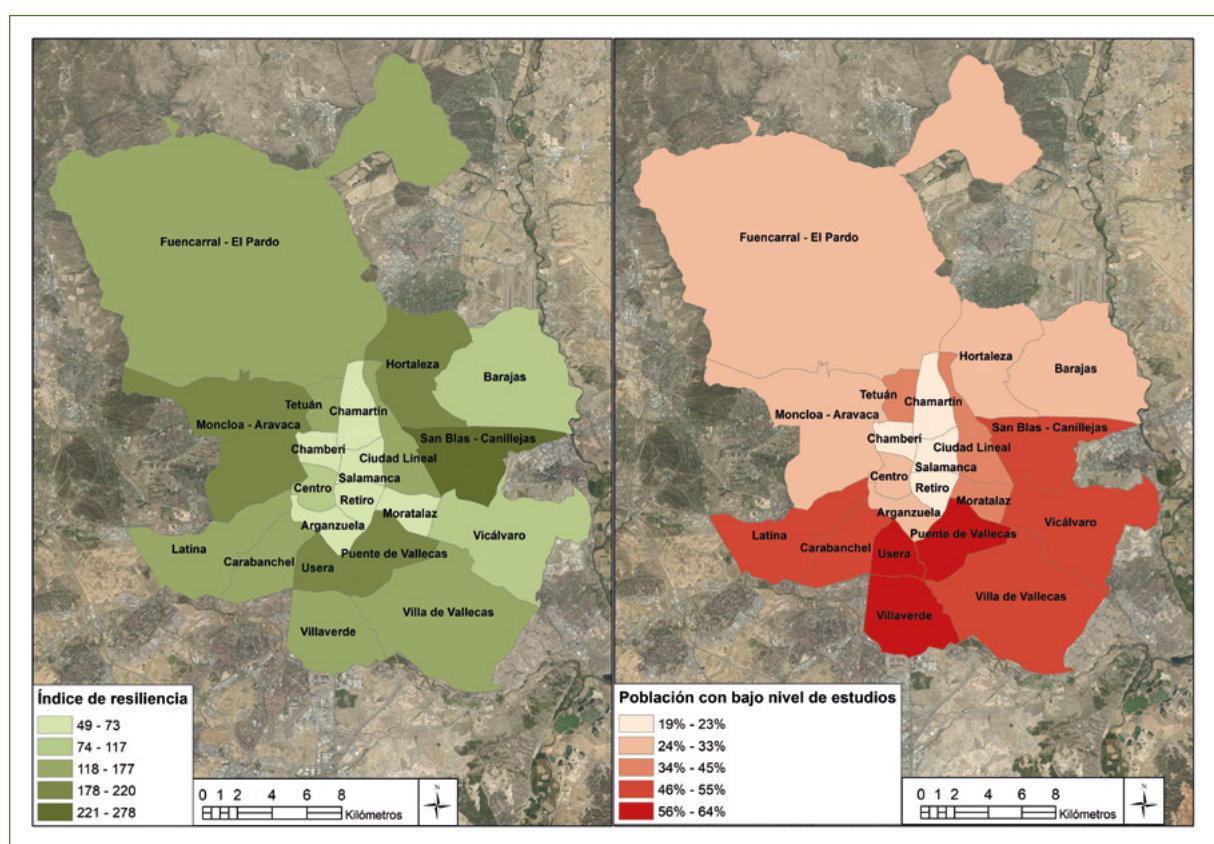 Fuencarral - El Pardo
Hortaleza
Barajas
Tetuán
Chamartín
Moncloa - Aravaca
San Blas - Canillejas
Chamberí
Ciudad Lineal
Salamanca
Centro
Retiro
Moratalaz
Arganzuela
Vicálvaro
Latina
Puente de Vallecas
Carabanchel
Usera
Villa de Vallecas
Villaverde
Índice de resiliencia
49 - 73
74 - 117
118 - 177
178 - 220
221 - 278
0 1 2 4 6 8
Kilómetros
N
Fuencarral - El Pardo
Hortaleza
Barajas
Tetuán
Chamartín
Moncloa - Aravaca
San Blas - Canillejas
Chamberí
Ciudad Lineal
Salamanca
Centro
Retiro
Moratalaz
Arganzuela
Vicálvaro
Puente de Vallecas
Latina
Carabanchel
Usera
Villa de Vallecas
Villaverde
Población con bajo nivel de estudios
19% - 23%
24% - 33%
34% - 45%
46% - 55%
56% - 64%
0 1 2 4 6 8
Kilómetros
N